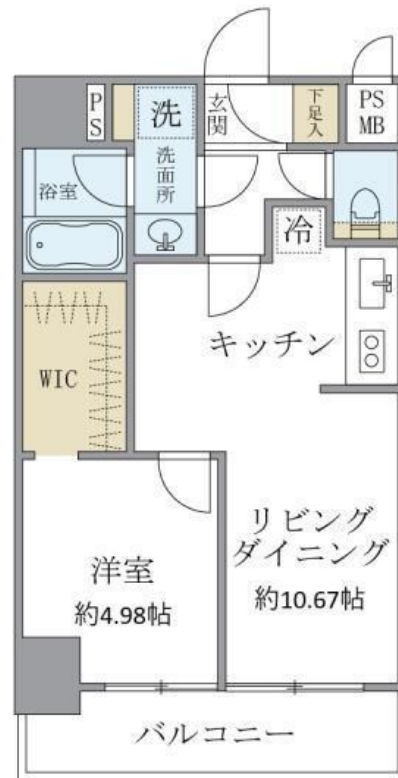 PS
洗
洗面所
玄関
下足入
PS
MB
浴室
冷
キッチン
WIC
洋室
約4.98帖
リビング
ダイニング
約10.67帖
バルコニー